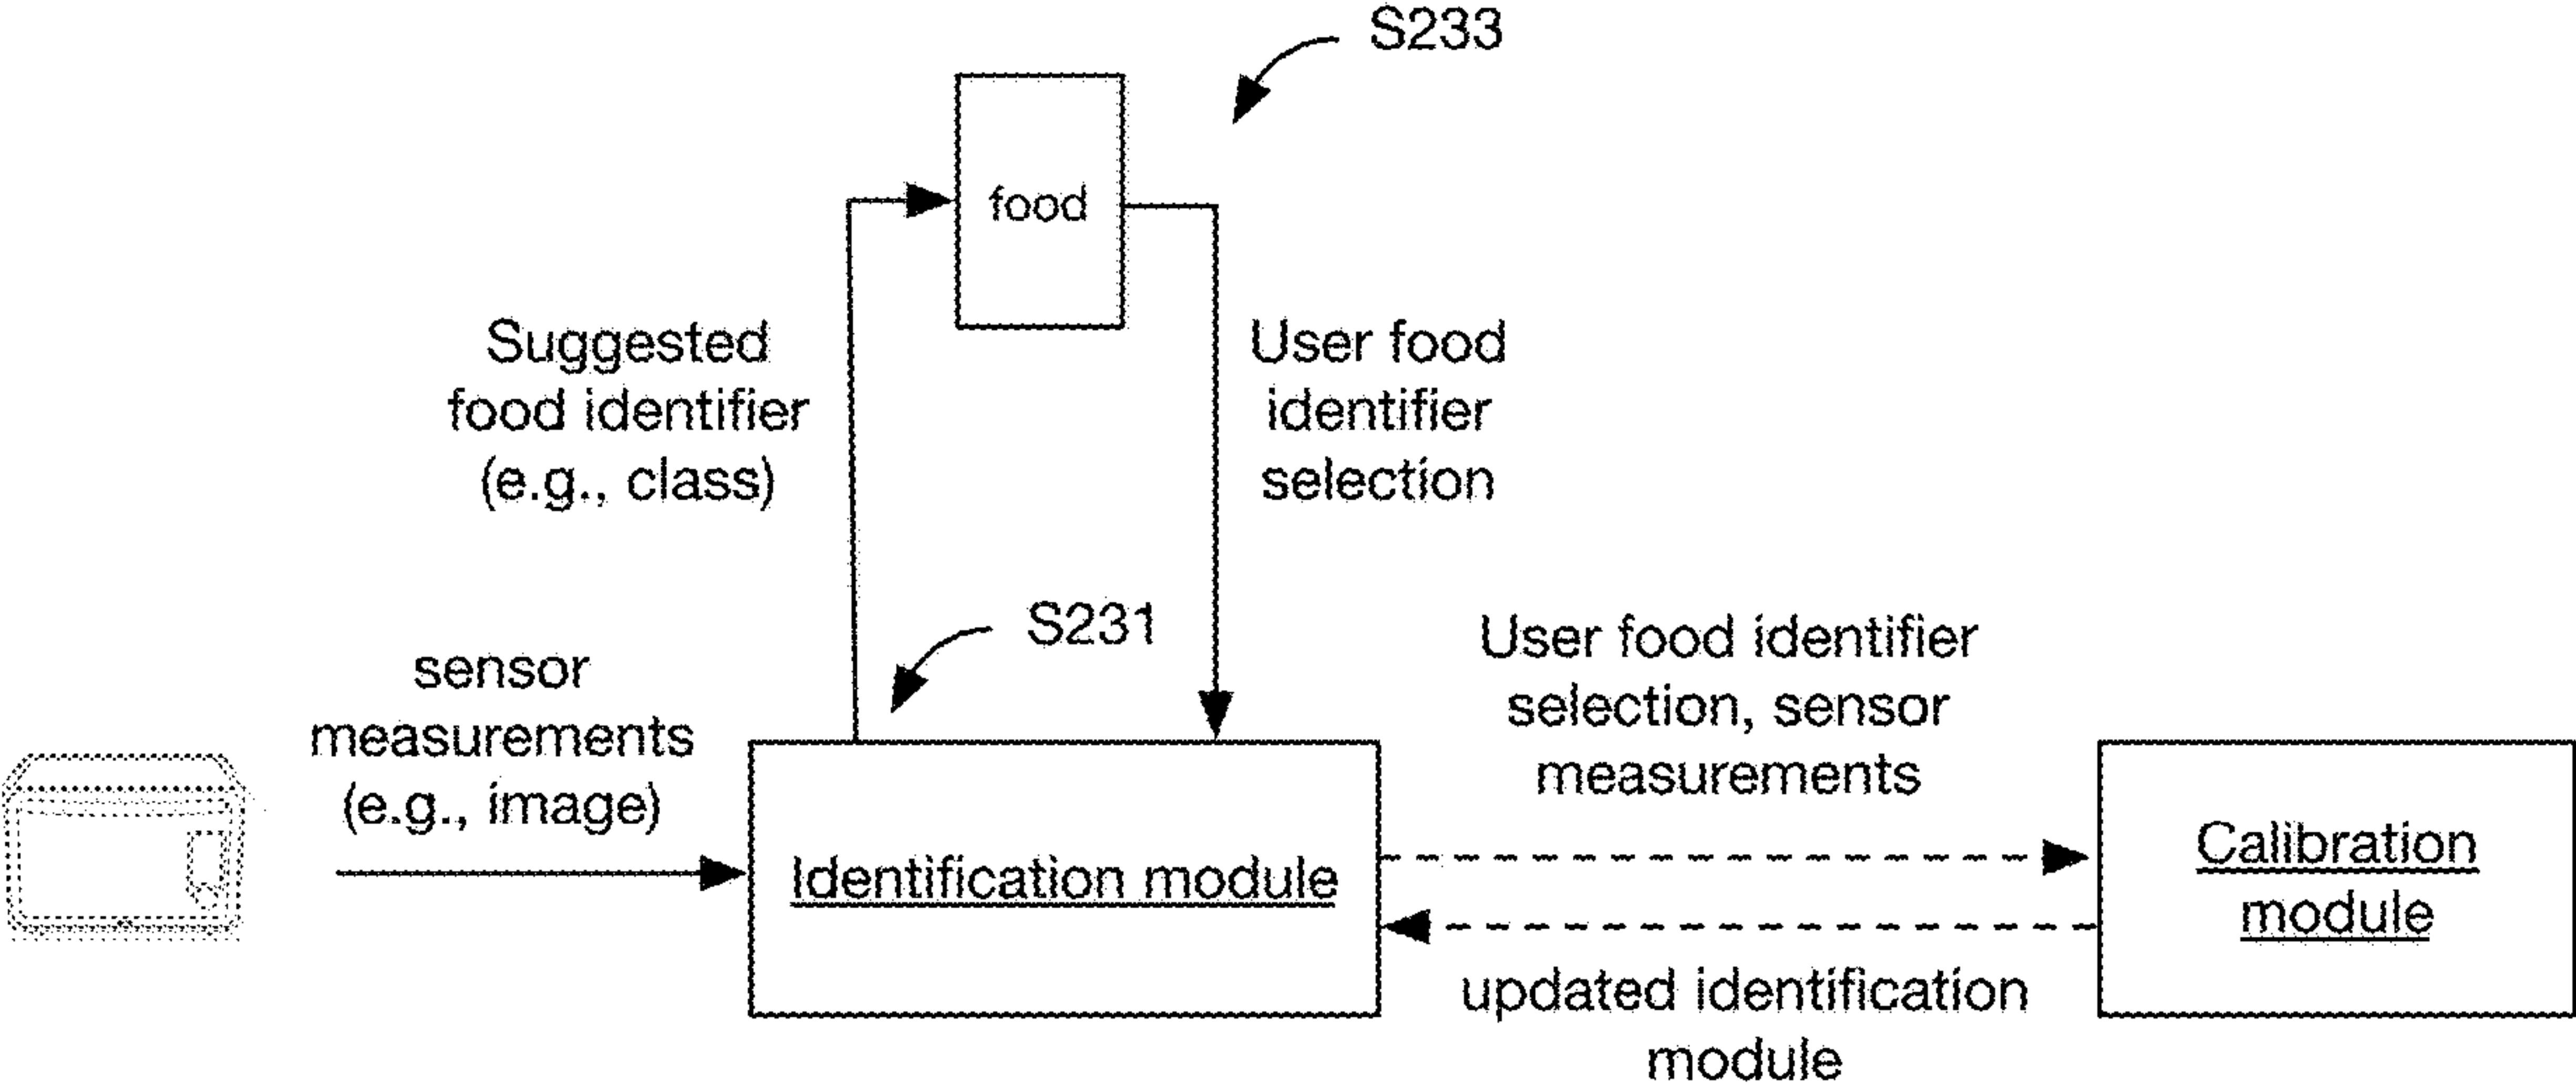 S233
food
Suggested
food identifier
(e.g., class)
User food
identifier
selection
S231
sensor
measurements
(e.g., image)
User food identifier
selection, sensor
measurements
Identification module
Calibration
module
updated identification
module